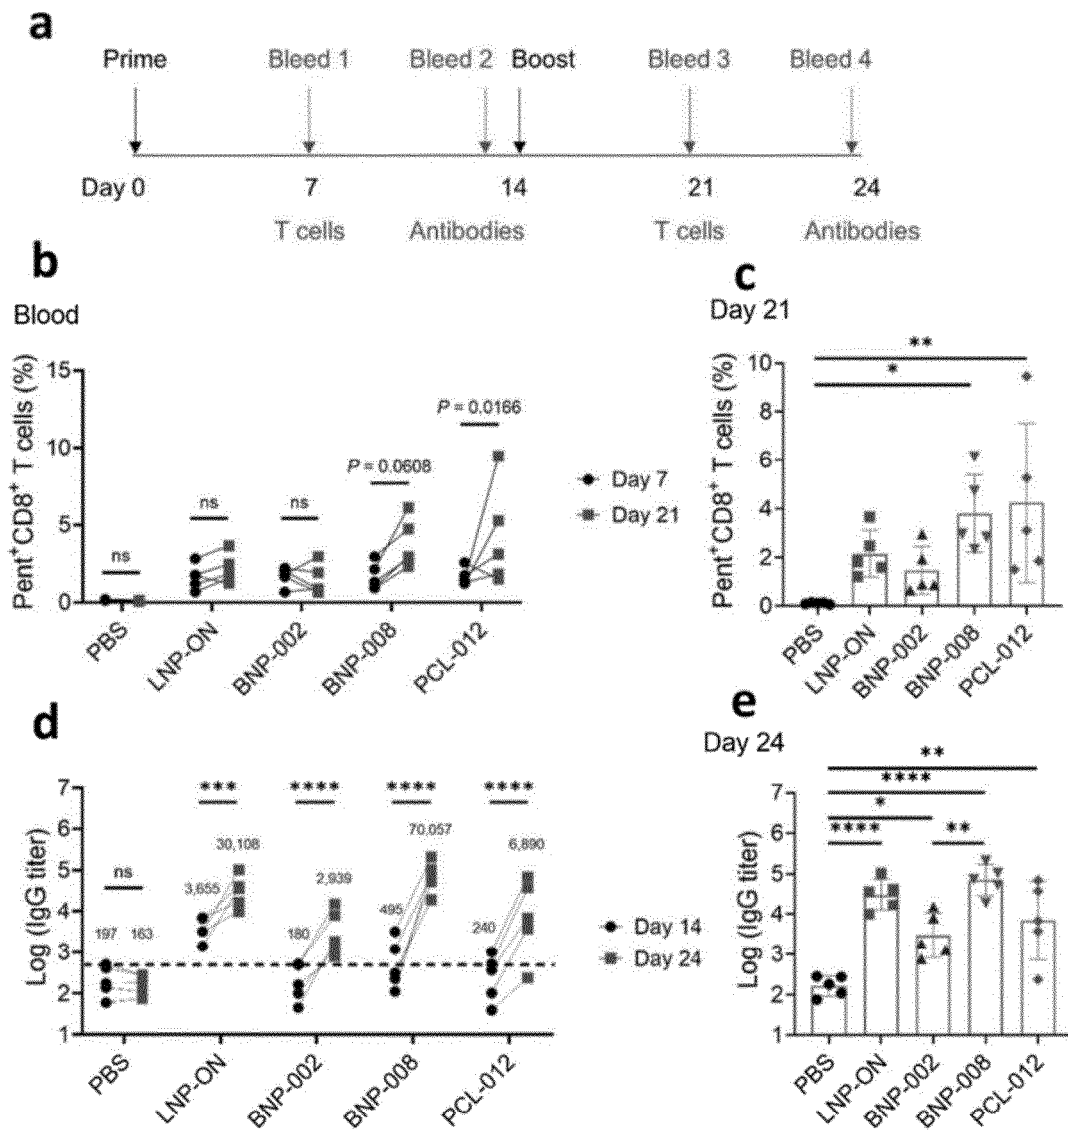 a
Prime Bleed 1 Bleed 2 Boost Bleed 3 Bleed 4
Day 0 7 14 21 24
T cells Antibodies T cells Antibodies
b
Blood
Pent⁺CD8⁺ T cells (%)
15
10
5
0
ns
ns
ns
P = 0.0608
P = 0.0166
PBS
LNP-ON
BNP-002
BNP-008
PCL-012
Day 7
Day 21
c
Day 21
Pent⁺CD8⁺ T cells (%)
10
8
6
4
2
0
**
*
PBS
LNP-ON
BNP-002
BNP-008
PCL-012
d
Log (IgG titer)
7
6
5
4
3
2
1
ns
***
****
****
****
197 163
3,655 30,108
180 2,939
495 70,057
240 6,890
PBS
LNP-ON
BNP-002
BNP-008
PCL-012
Day 14
Day 24
e
Day 24
Log (IgG titer)
7
6
5
4
3
2
1
**
****
*
**** **
PBS
LNP-ON
BNP-002
BNP-008
PCL-012